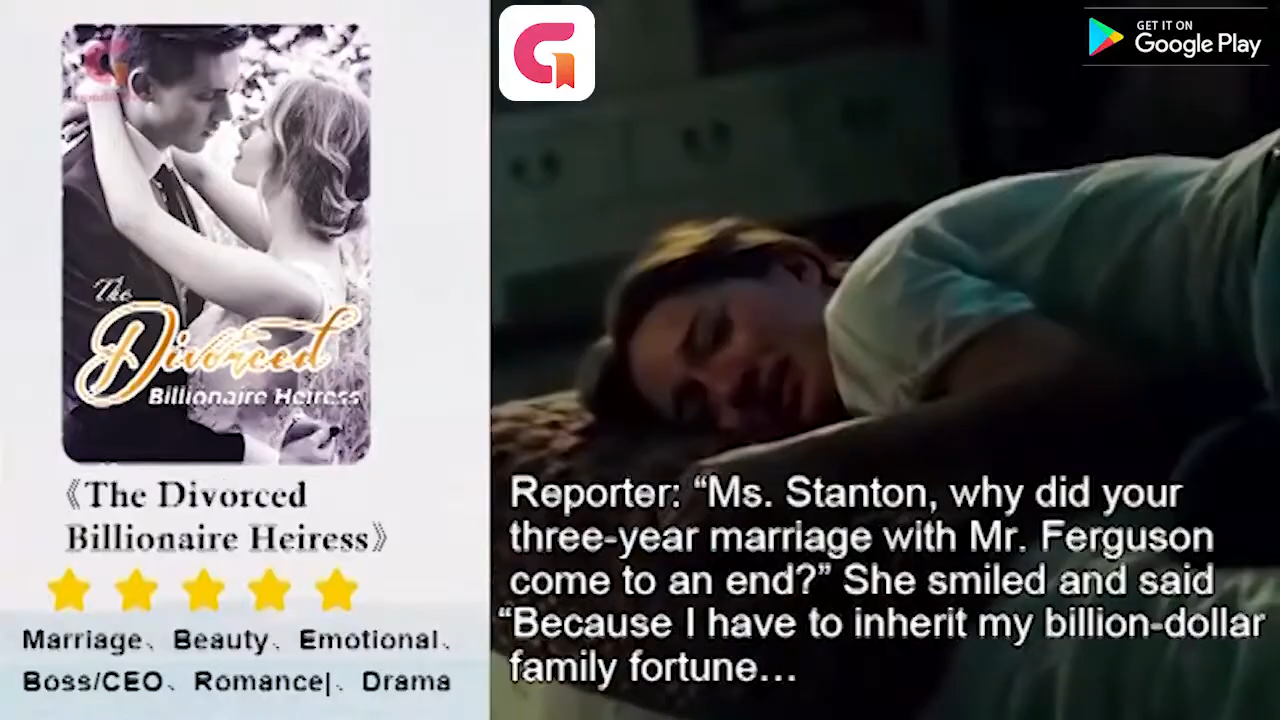 The
Divorced
Billionaire Heiress
《The Divorced
Billionaire Heiress》
Marriage、Beauty、Emotional、
Boss/CEO、Romance|、Drama
GET IT ON
Google Play
Reporter: “Ms. Stanton, why did your
three-year marriage with Mr. Ferguson
come to an end?” She smiled and said
“Because I have to inherit my billion-dollar
family fortune…